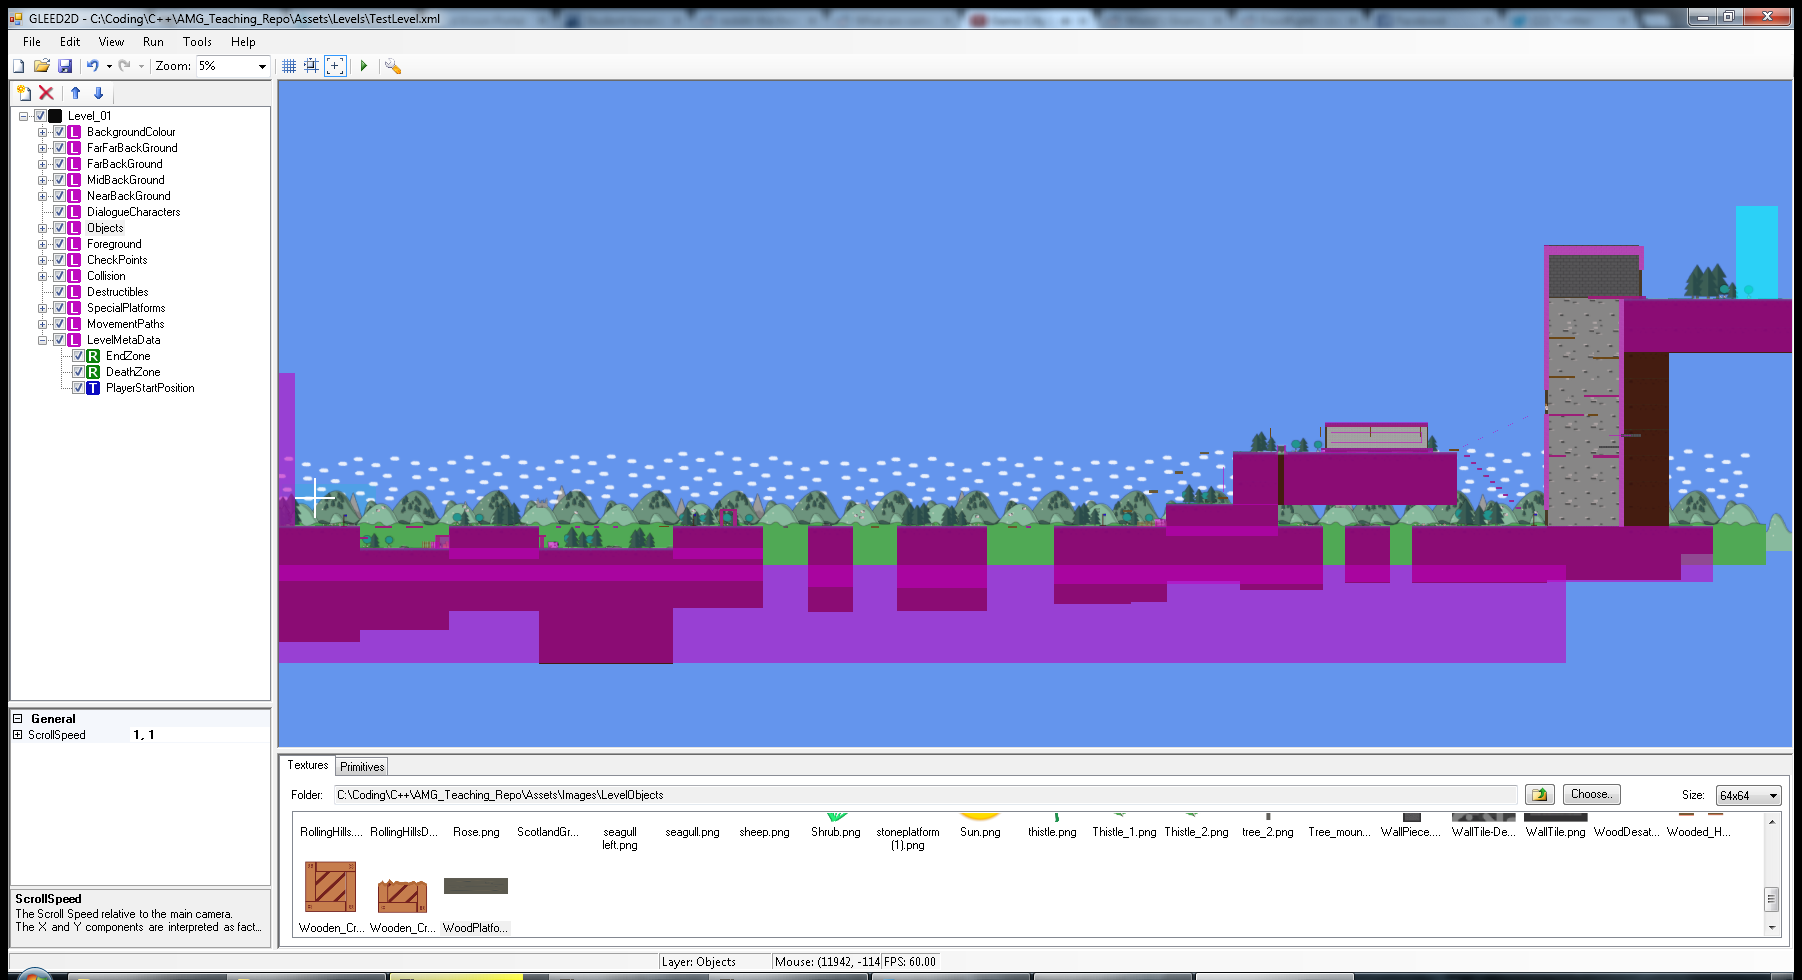 GLEED2D - C:\Coding\C++\AMG_Teaching_Repo\Assets\Levels\TestLevel.xml
File Edit View Run Tools Help
Zoom: 5%
Level_01
BackgroundColour
FarFarBackGround
FarBackGround
MidBackGround
NearBackGround
DialogueCharacters
Objects
Foreground
CheckPoints
Collision
Destructibles
SpecialPlatforms
MovementPaths
LevelMetaData
EndZone
DeathZone
PlayerStartPosition
General
ScrollSpeed 1, 1
ScrollSpeed
The Scroll Speed relative to the main camera.
The X and Y components are interpreted as fact...
Textures Primitives
Folder: C:\Coding\C++\AMG_Teaching_Repo\Assets\Images\LevelObjects Choose.. Size: 64x64
RollingHills.... RollingHillsD... Rose.png ScotlandGr... seagull left.png seagull.png sheep.png Shrub.png stoneplatform (1).png Sun.png thistle.png Thistle_1.png Thistle_2.png tree_2.png Tree_moun... WallPiece.... WallTile-De... WallTile.png WoodDesat... Wooded_H...
Wooden_Cr... Wooden_Cr... WoodPlatfo...
Layer: Objects Mouse: (11942, -114 FPS: 60.00